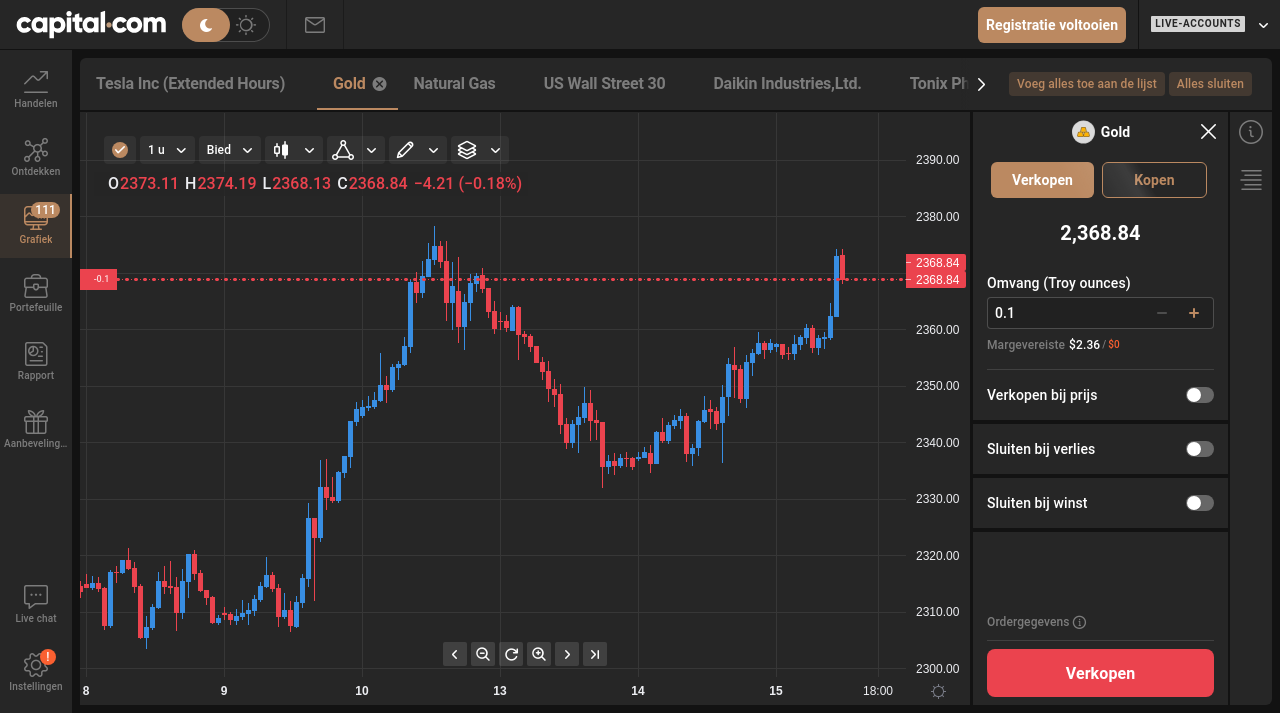 capital.com
Registratie voltooien
LIVE-ACCOUNTS
Handelen
Ontdekken
111
Grafiek
Portefeuille
Rapport
Aanbeveling...
Live chat
!
Instellingen
Tesla Inc (Extended Hours)
Gold
Natural Gas
US Wall Street 30
Daikin Industries,Ltd.
Tonix Ph
Voeg alles toe aan de lijst
Alles sluiten
1 u
Bied
O2373.11 H2374.19 L2368.13 C2368.84 −4.21 (−0.18%)
-0.1
2390.00
2380.00
2368.84
2368.84
2360.00
2350.00
2340.00
2330.00
2320.00
2310.00
2300.00
8 9 10 13 14 15 18:00
Gold
Verkopen
Kopen
2,368.84
Omvang (Troy ounces)
0.1
− +
Margevereiste $2.36 / $0
Verkopen bij prijs
Sluiten bij verlies
Sluiten bij winst
Ordergegevens
Verkopen